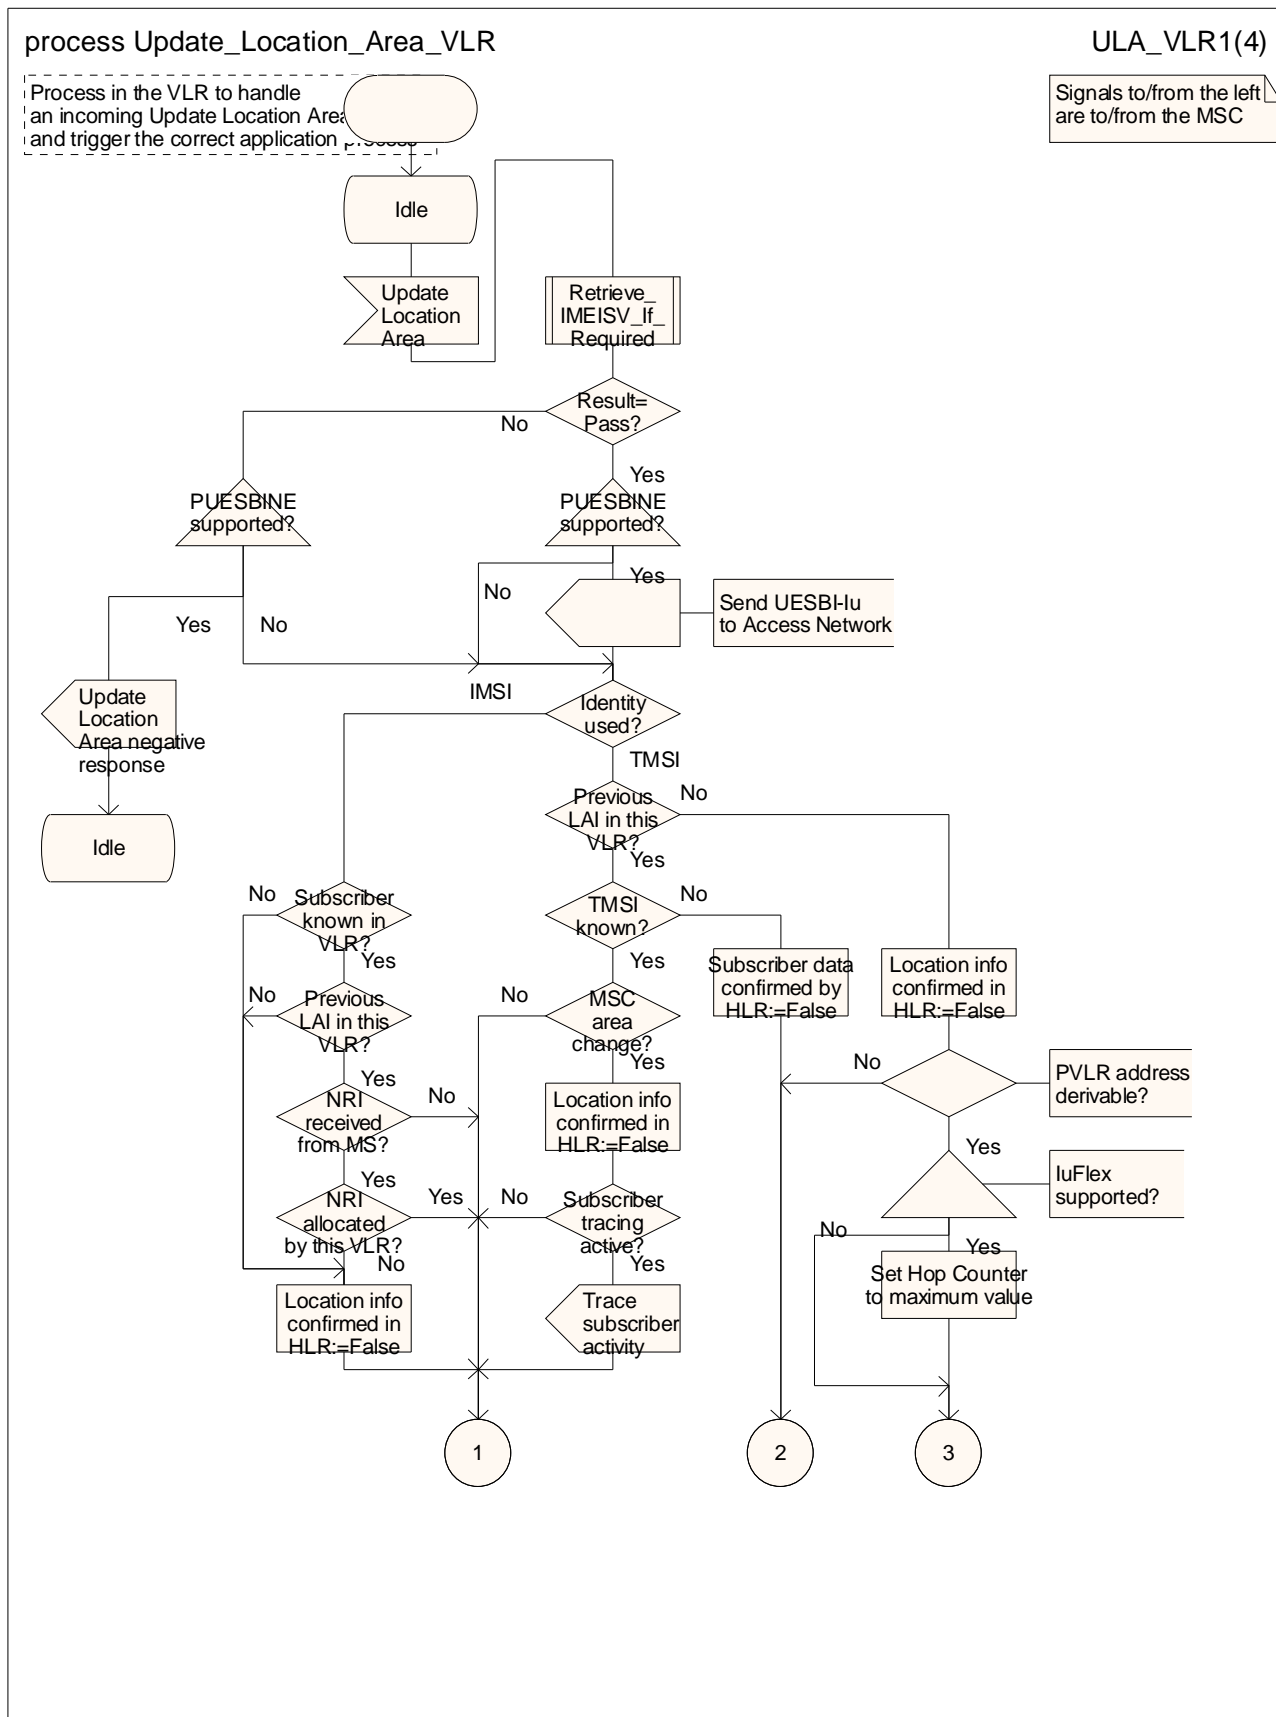 process Update_Location_Area_VLR
ULA_VLR1(4)
Process in the VLR to handle
an incoming Update Location Area
and trigger the correct application process
Signals to/from the left
are to/from the MSC
Idle
Update
Location
Area
Retrieve_
IMEISV_If_
Required
Result=
Pass?
No
Yes
PUESBINE
supported?
PUESBINE
supported?
Yes
No
Send UESBI-Iu
to Access Network
Yes
No
IMSI
Identity
used?
Update
Location
Area negative
response
TMSI
Previous
LAI in this
VLR?
No
Yes
Idle
No
Subscriber
known in
VLR?
Yes
TMSI
known?
No
Yes
Subscriber data
confirmed by
HLR:=False
Location info
confirmed in
HLR:=False
No
Previous
LAI in this
VLR?
Yes
No
MSC
area
change?
Yes
No
PVLR address
derivable?
Yes
NRI
received
from MS?
No
Yes
Location info
confirmed in
HLR:=False
IuFlex
supported?
No
Yes
NRI
allocated
by this VLR?
Yes
No
No
Subscriber
tracing
active?
Yes
Set Hop Counter
to maximum value
Location info
confirmed in
HLR:=False
Trace
subscriber
activity
1
2
3